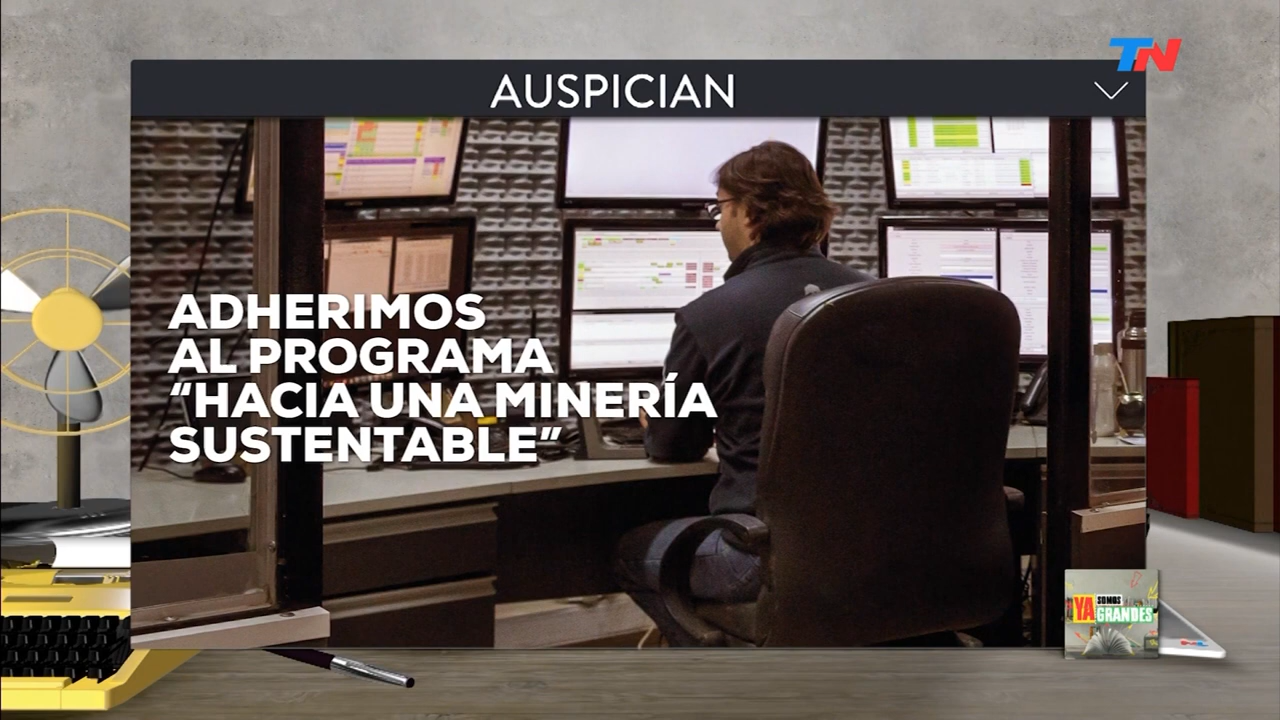 TN
AUSPICIAN
ADHERIMOS
AL PROGRAMA
“HACIA UNA MINERÍA
SUSTENTABLE”
YA SOMOS
GRANDES